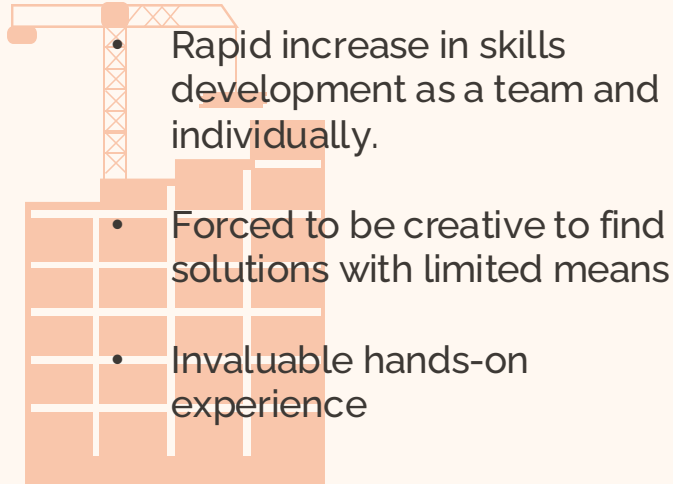 • Rapid increase in skills
development as a team and
individually.
• Forced to be creative to find
solutions with limited means
• Invaluable hands-on
experience